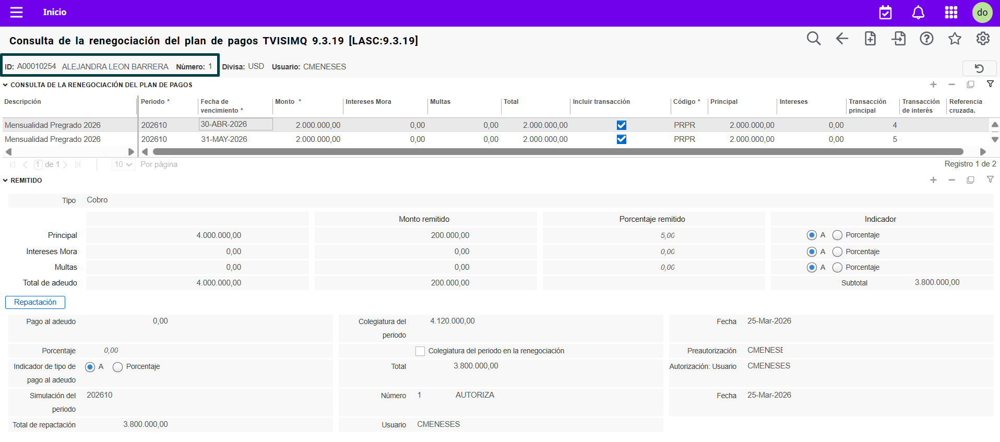 Inicio
do
Consulta de la renegociación del plan de pagos TVISIMQ 9.3.19 [LASC:9.3.19]
ID: A00010254 ALEJANDRA LEON BARRERA Número: 1 Divisa: USD Usuario: CMENESES
CONSULTA DE LA RENEGOCIACIÓN DEL PLAN DE PAGOS
Descripción Periodo * Fecha de vencimiento * Monto * Intereses Mora Multas Total Incluir transacción Código * Principal Intereses Transacción principal Transacción de interés Referencia cruzada.
Mensualidad Pregrado 2026 202610 30-ABR-2026 2.000.000,00 0,00 0,00 2.000.000,00 PRPR 2.000.000,00 0,00 4
Mensualidad Pregrado 2026 202610 31-MAY-2026 2.000.000,00 0,00 0,00 2.000.000,00 PRPR 2.000.000,00 0,00 5
1 de 1 10 Por página Registro 1 de 2
REMITIDO
Tipo Cobro
Monto remitido Porcentaje remitido Indicador
Principal 4.000.000,00 200.000,00 5,00 A Porcentaje
Intereses Mora 0,00 0,00 0,00 A Porcentaje
Multas 0,00 0,00 0,00 A Porcentaje
Total de adeudo 4.000.000,00 200.000,00 Subtotal 3.800.000,00
Repactación
Pago al adeudo 0,00 Colegiatura del periodo 4.120.000,00 Fecha 25-Mar-2026
Porcentaje 0,00 Colegiatura del periodo en la renegociación Preautorización CMENESE
Indicador de tipo de pago al adeudo A Porcentaje Total 3.800.000,00 Autorización: Usuario CMENESES
Simulación del periodo 202610 Número 1 AUTORIZA Fecha 25-Mar-2026
Total de repactación 3.800.000,00 Usuario CMENESES